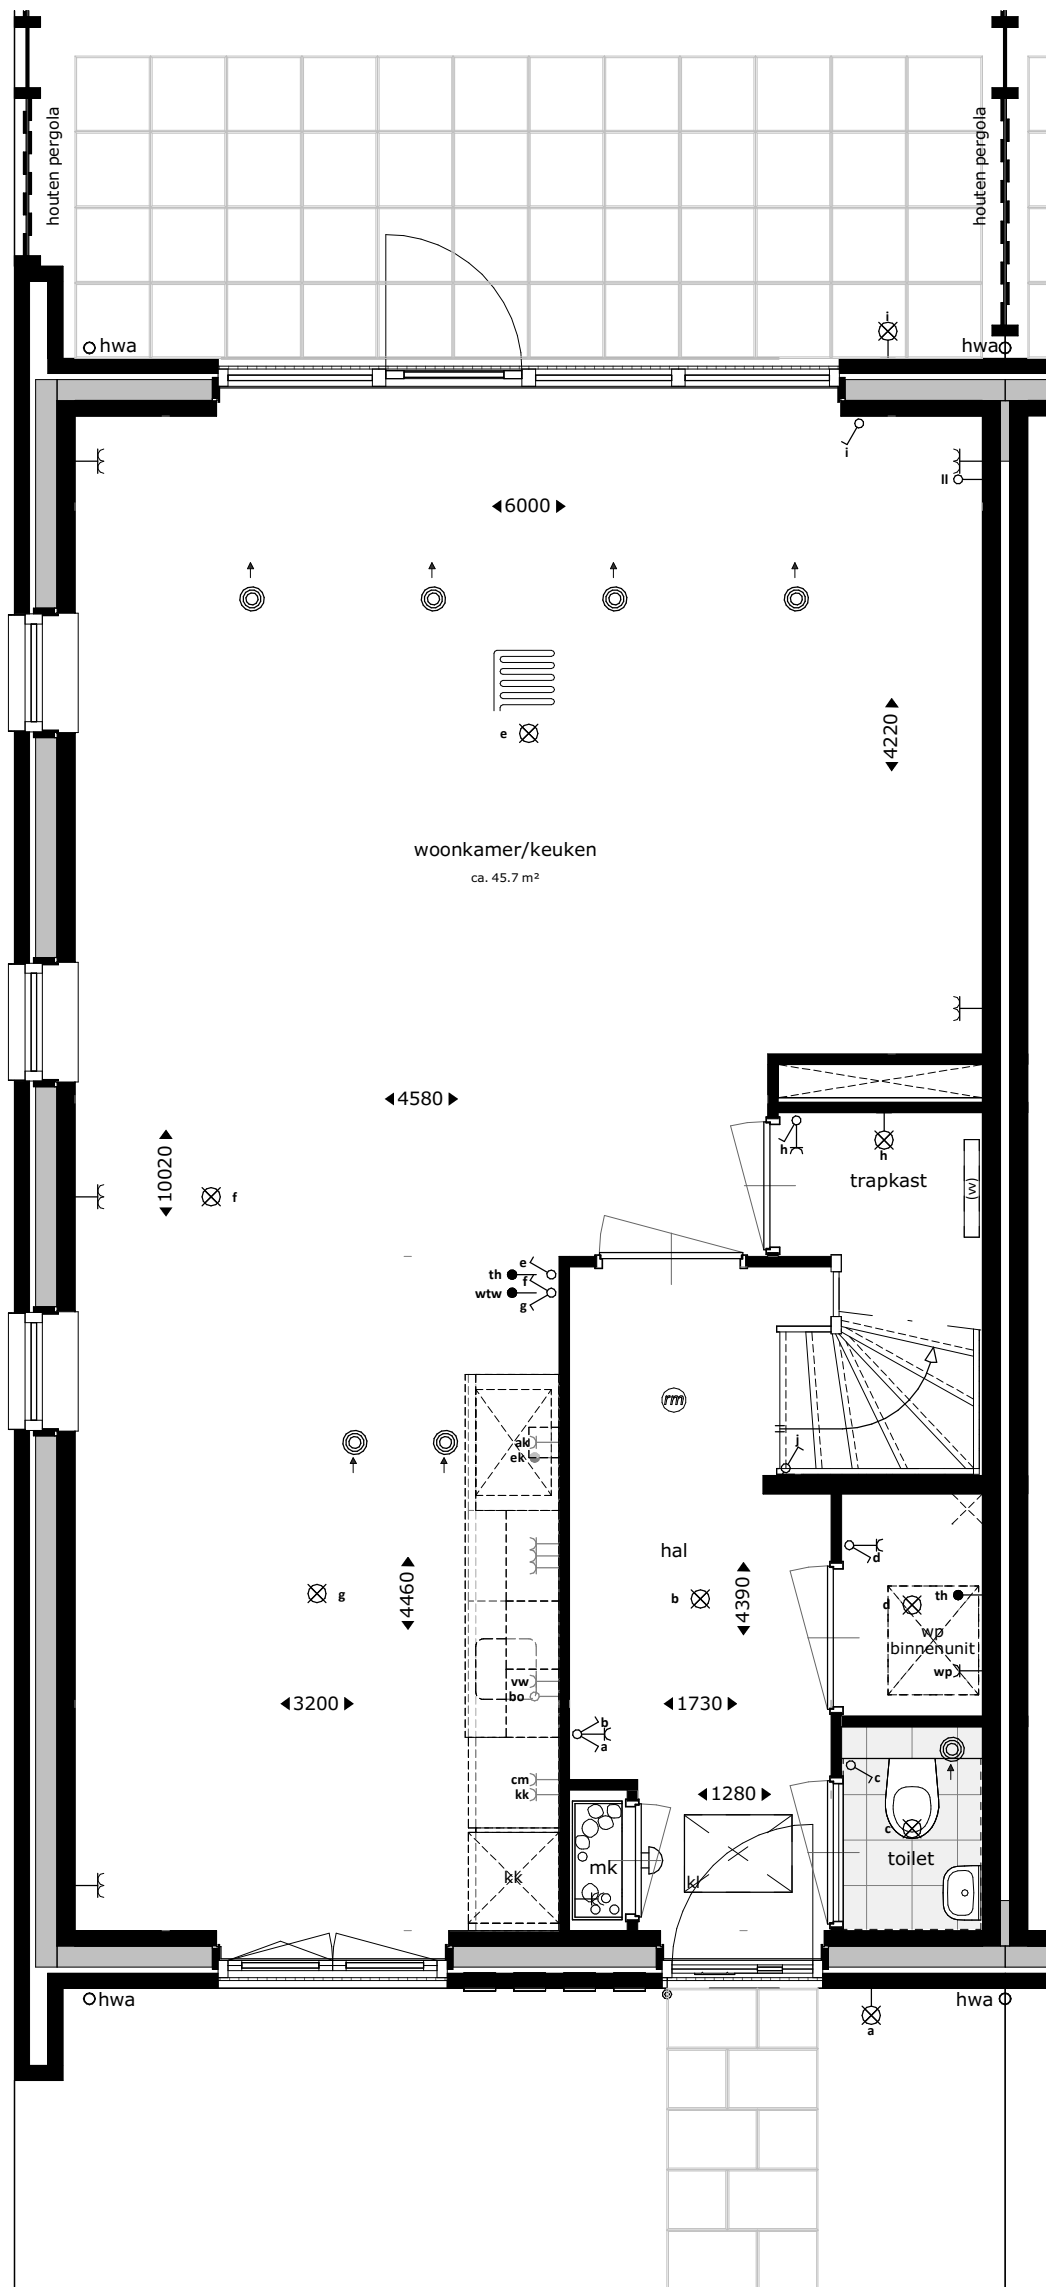 houten pergola
houten pergola
i
hwa
hwa
i
II
6000
e
4220
woonkamer/keuken
ca. 45.7 m²
4580
10020
f
h
h
trapkast
(w)
e
th
f
wtw
g
rm
j
ak
ek
hal
d
g
4460
b
4390
d
th
wp
binnenunit
wp
vw
bo
3200
1730
b
a
c
cm
kk
1280
c
toilet
kk
mk
kl
hwa
hwa
a